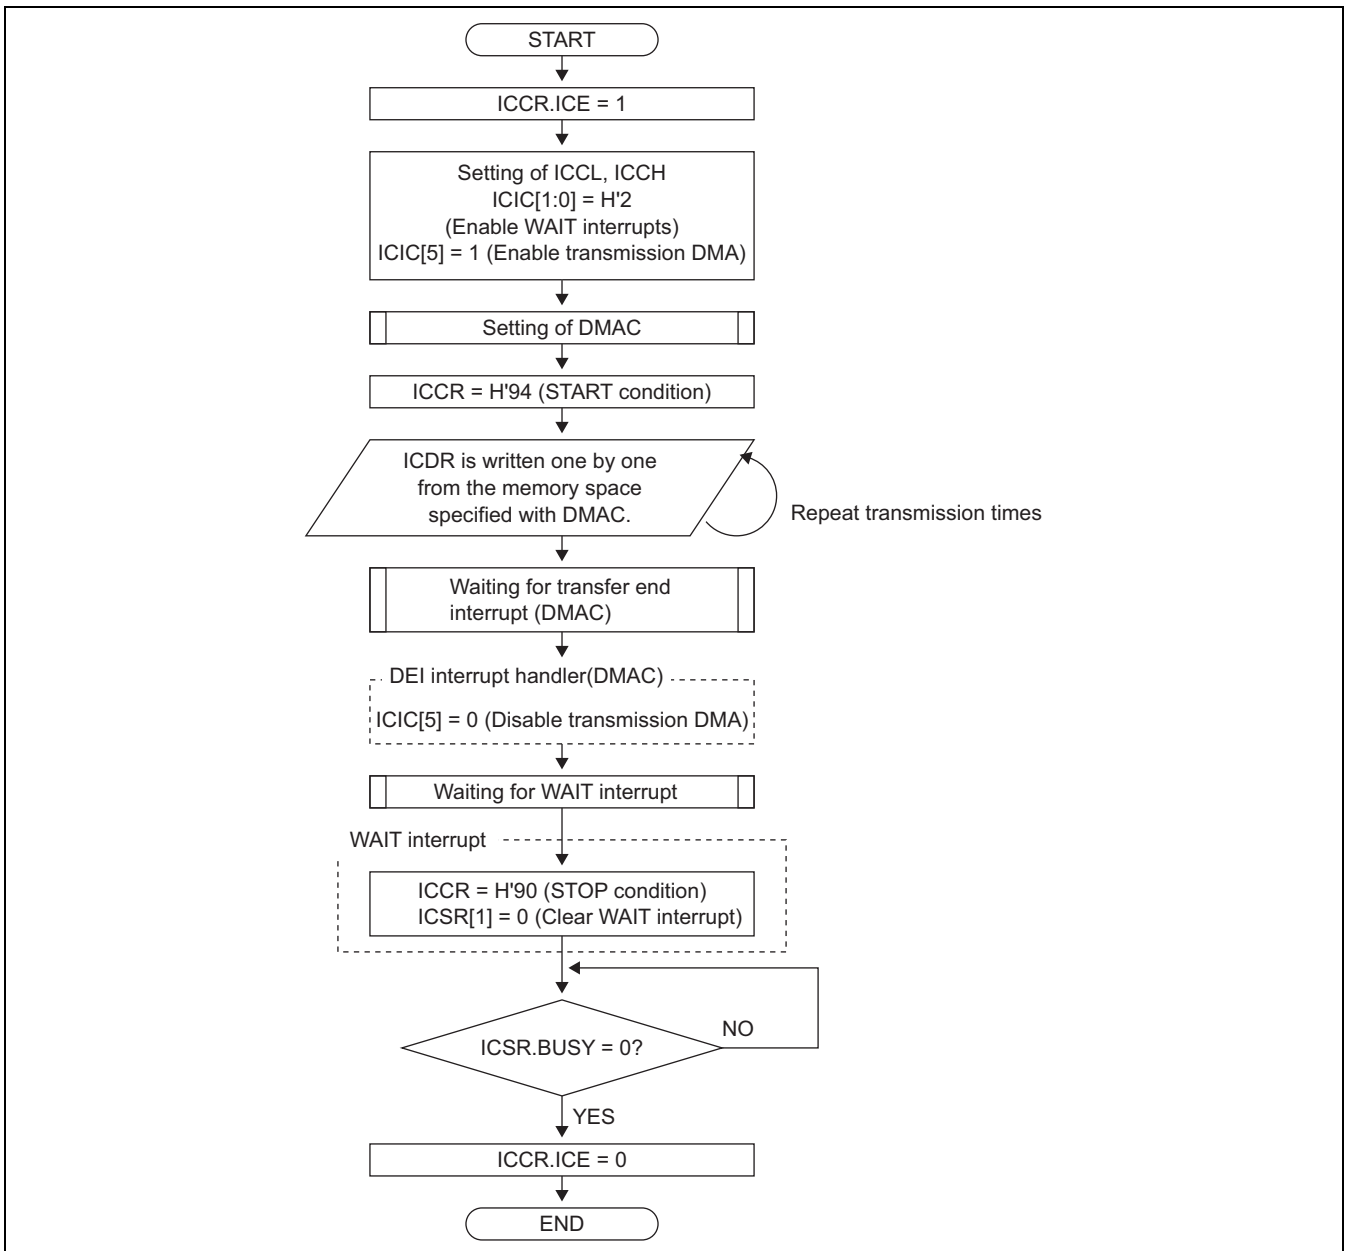 START
ICCR.ICE = 1
Setting of ICCL, ICCH
ICIC[1:0] = H'2
(Enable WAIT interrupts)
ICIC[5] = 1 (Enable transmission DMA)
Setting of DMAC
ICCR = H'94 (START condition)
ICDR is written one by one
from the memory space
specified with DMAC.
Repeat transmission times
Waiting for transfer end
interrupt (DMAC)
DEI interrupt handler(DMAC)
ICIC[5] = 0 (Disable transmission DMA)
Waiting for WAIT interrupt
WAIT interrupt
ICCR = H'90 (STOP condition)
ICSR[1] = 0 (Clear WAIT interrupt)
ICSR.BUSY = 0?
NO
YES
ICCR.ICE = 0
END